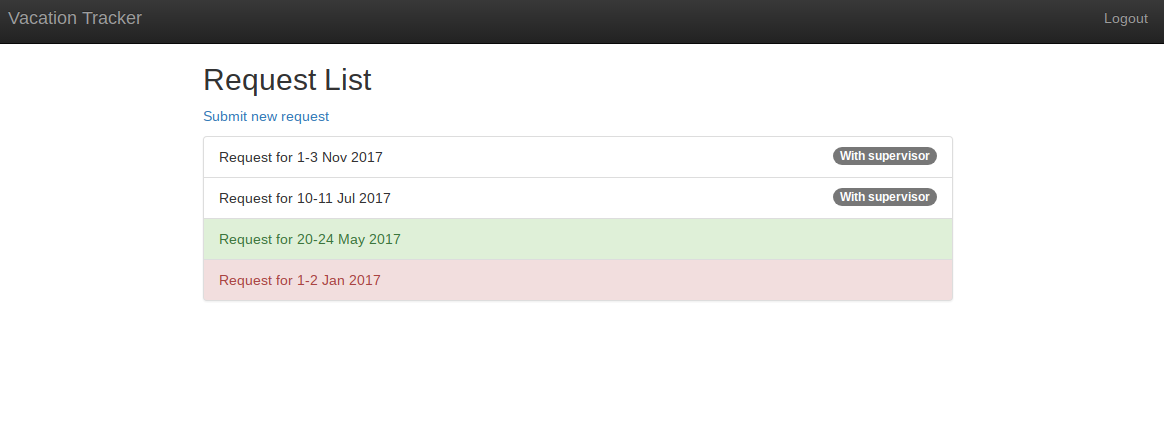 Vacation Tracker Logout
Request List
Submit new request
Request for 1-3 Nov 2017 With supervisor
Request for 10-11 Jul 2017 With supervisor
Request for 20-24 May 2017
Request for 1-2 Jan 2017